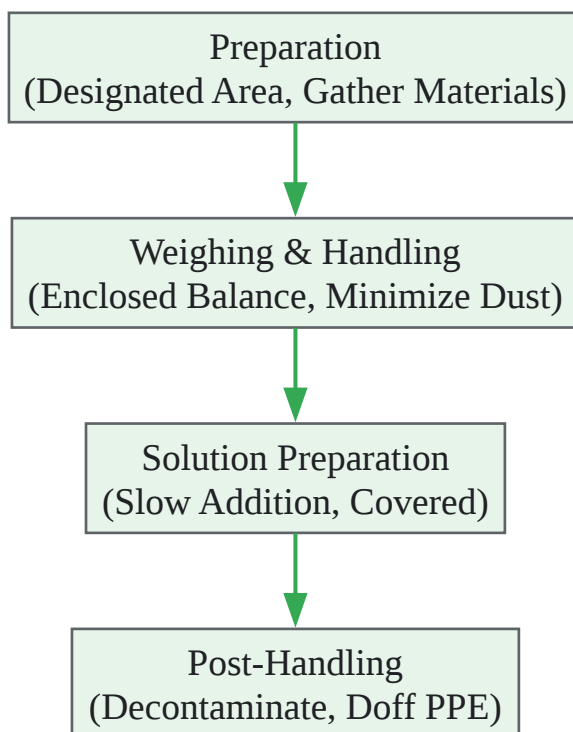 Preparation
(Designated Area, Gather Materials)
Weighing & Handling
(Enclosed Balance, Minimize Dust)
Solution Preparation
(Slow Addition, Covered)
Post-Handling
(Decontaminate, Doff PPE)